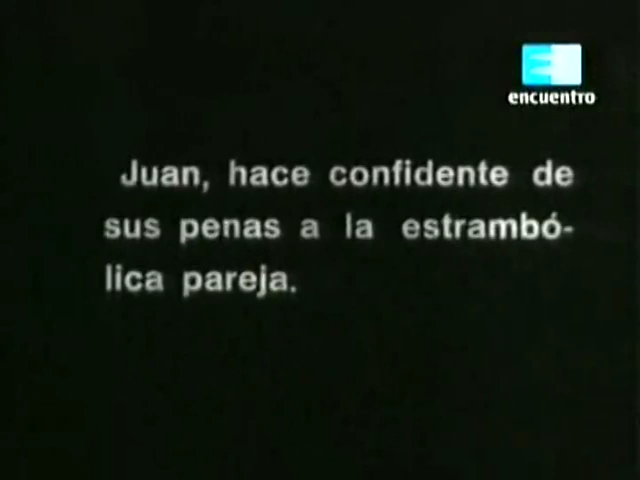 encuentro
Juan, hace confidente de
sus penas a la estrambó-
lica pareja.